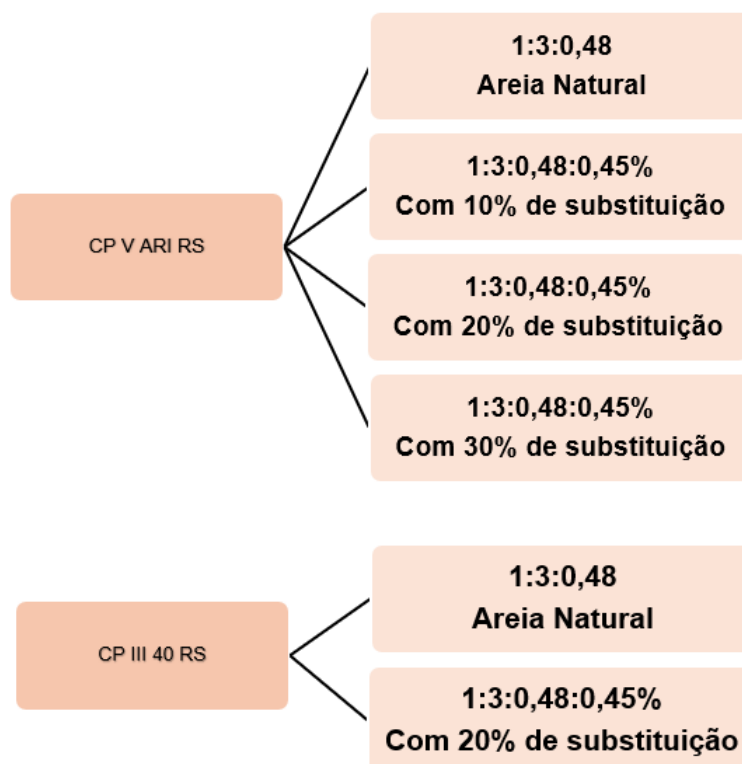 CP V ARI RS
1:3:0,48
Areia Natural
1:3:0,48:0,45%
Com 10% de substituição
1:3:0,48:0,45%
Com 20% de substituição
1:3:0,48:0,45%
Com 30% de substituição
CP III 40 RS
1:3:0,48
Areia Natural
1:3:0,48:0,45%
Com 20% de substituição